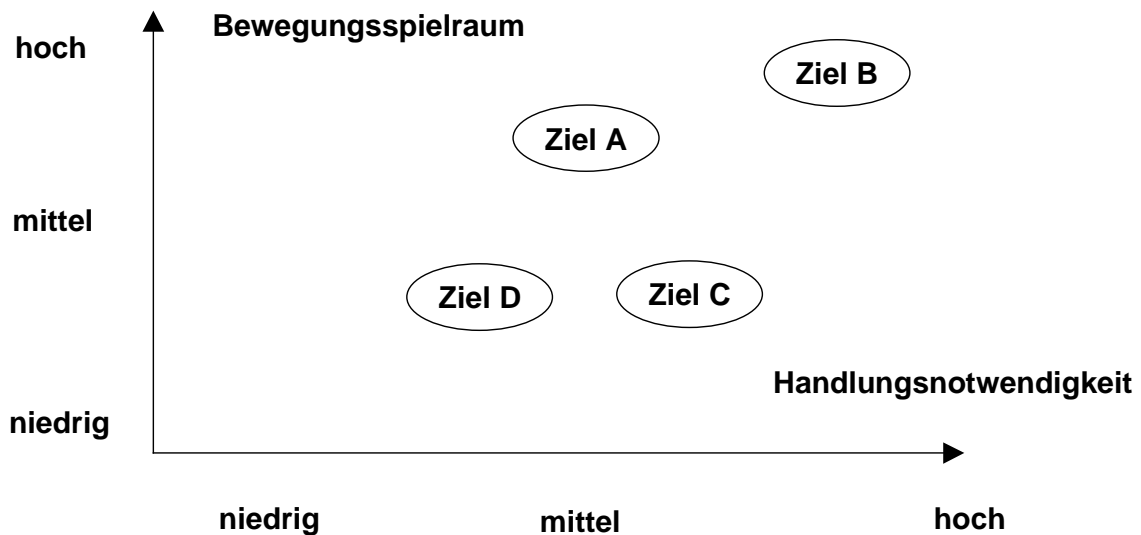 Bewegungsspielraum
hoch
Ziel B
Ziel A
mittel
Ziel D
Ziel C
Handlungsnotwendigkeit
niedrig
niedrig
mittel
hoch